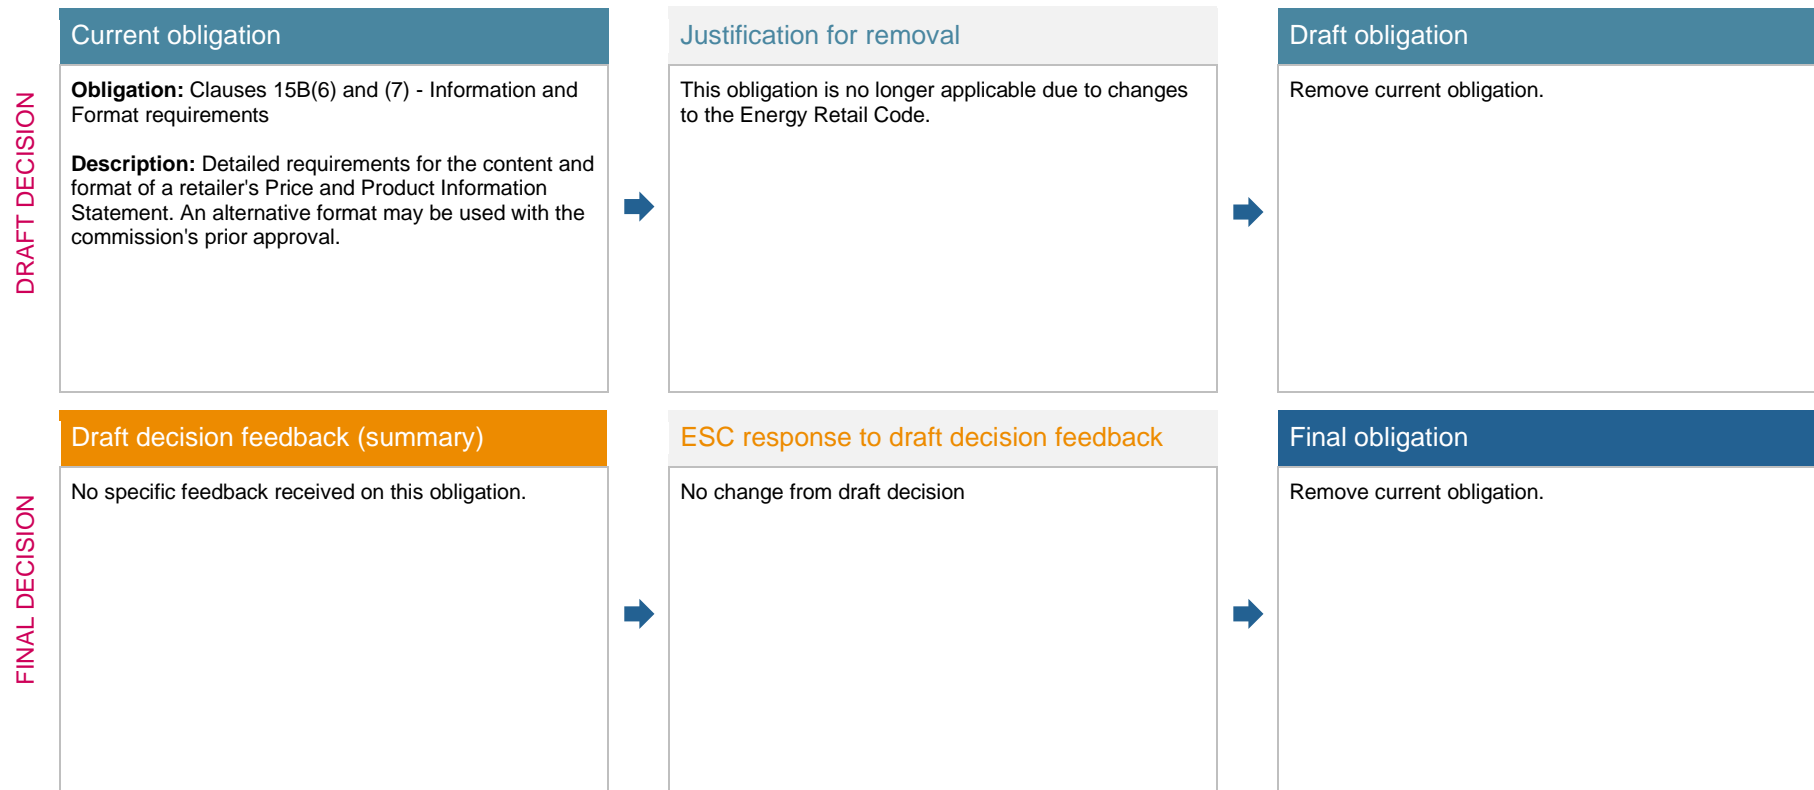 DRAFT DECISION
Current obligation
Obligation: Clauses 15B(6) and (7) - Information and
Format requirements
Description: Detailed requirements for the content and
format of a retailer's Price and Product Information
Statement. An alternative format may be used with the
commission's prior approval.
Justification for removal
This obligation is no longer applicable due to changes
to the Energy Retail Code.
Draft obligation
Remove current obligation.
FINAL DECISION
Draft decision feedback (summary)
No specific feedback received on this obligation.
ESC response to draft decision feedback
No change from draft decision
Final obligation
Remove current obligation.